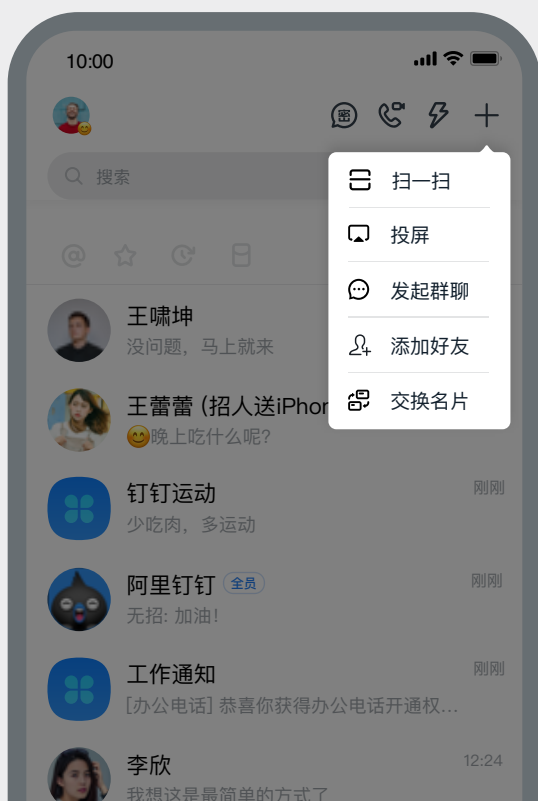 10:00
密
搜索
扫一扫
投屏
发起群聊
添加好友
交换名片
王啸坤
没问题，马上就来
王蕾蕾（招人送iPhon
😊晚上吃什么呢？
钉钉运动 刚刚
少吃肉，多运动
阿里钉钉 全员 刚刚
无招: 加油！
工作通知 刚刚
[办公电话] 恭喜你获得办公电话开通权…
李欣 12:24
我想这是最简单的方式了